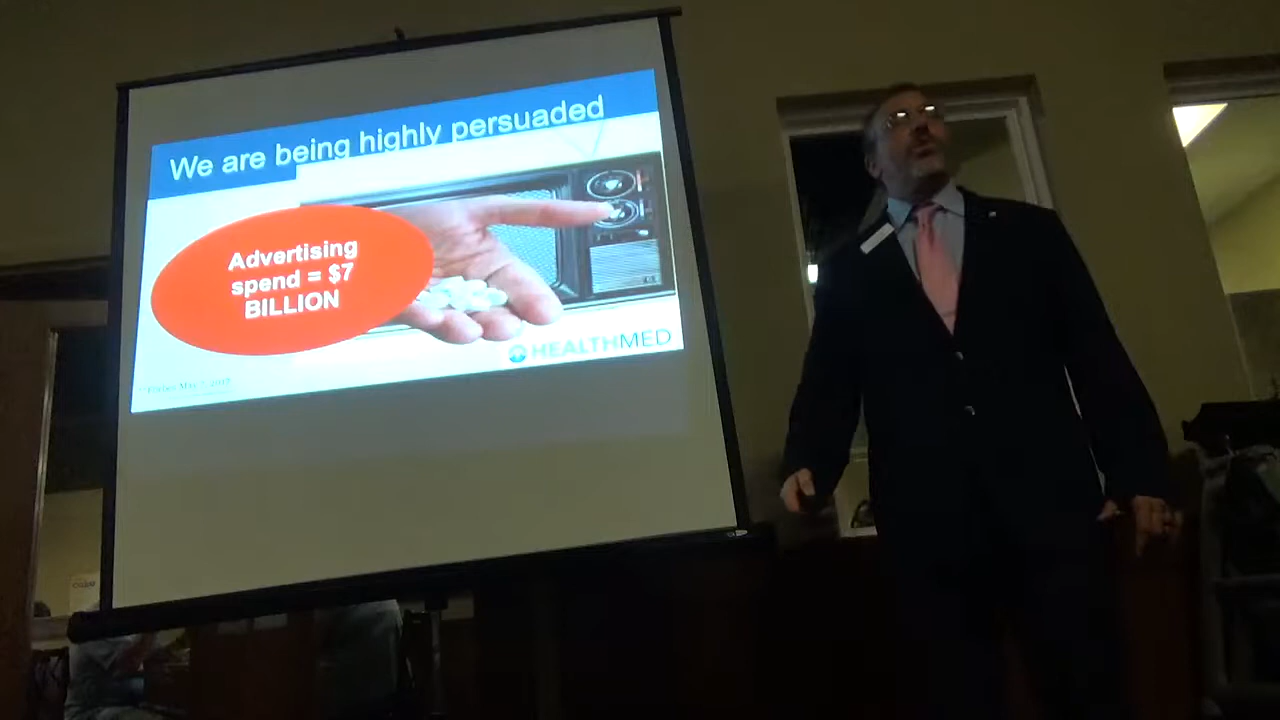 We are being highly persuaded
Advertising
spend = $7
BILLION
HEALTHMED